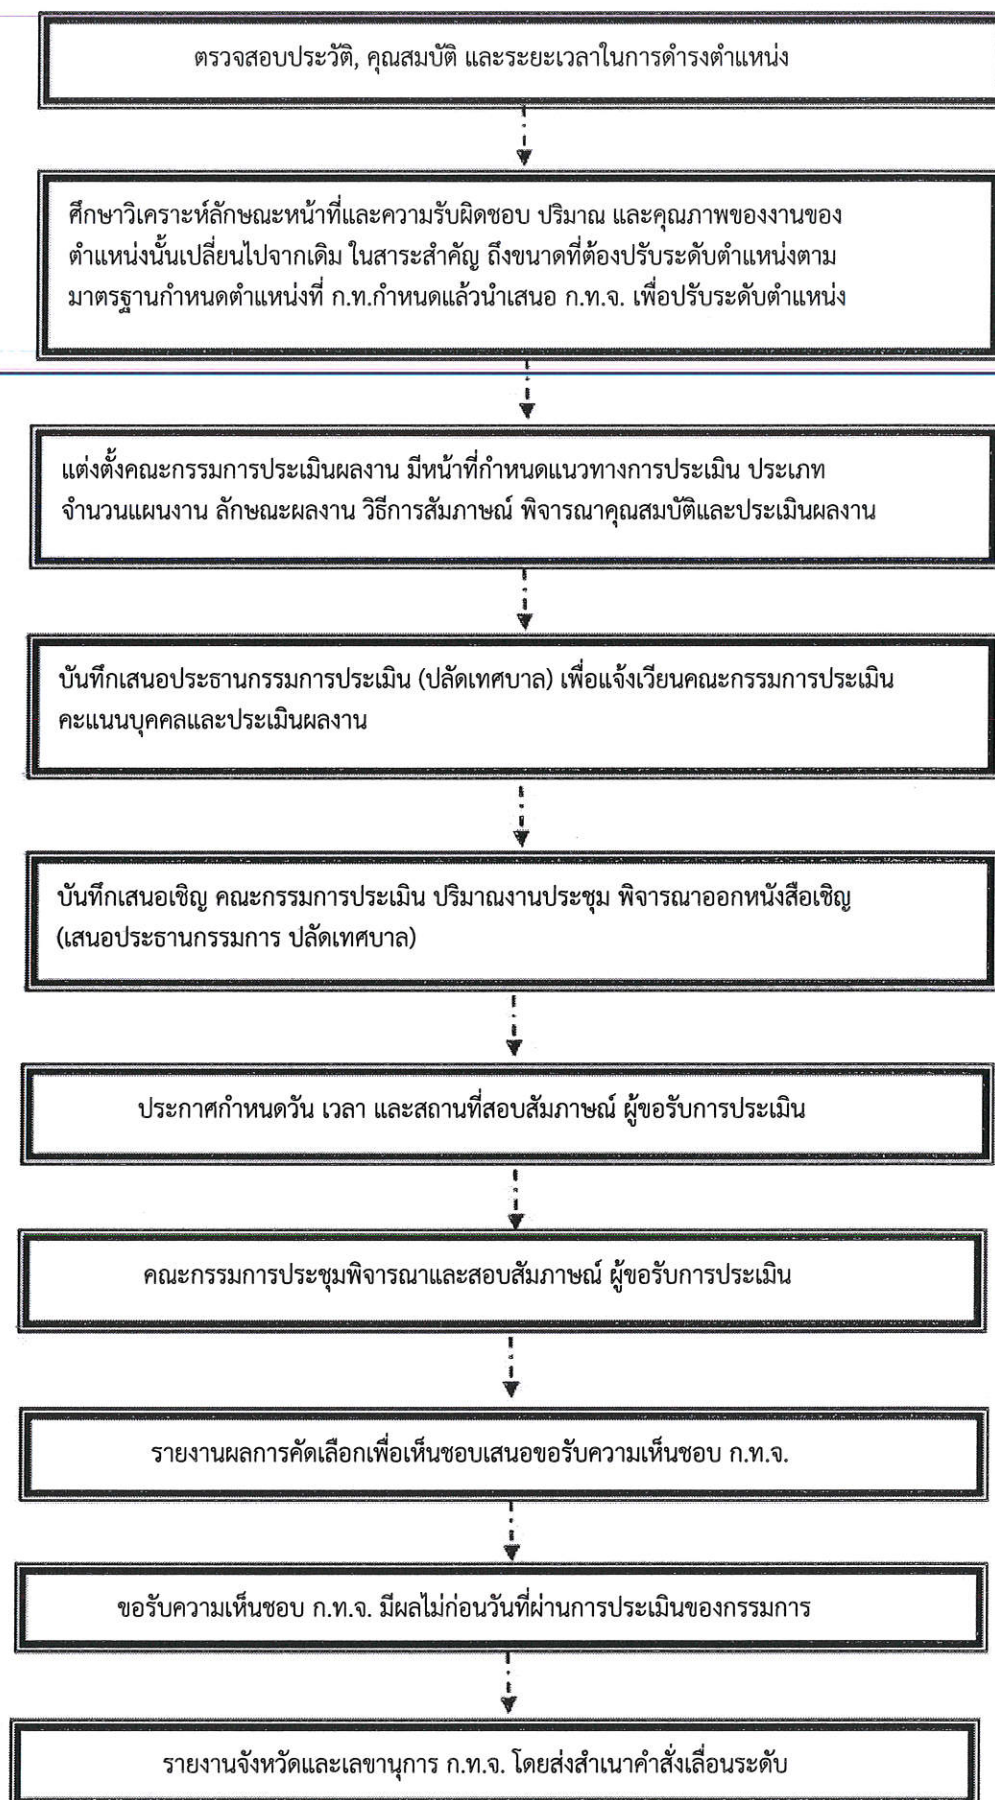 ตรวจสอบประวัติ, คุณสมบัติ และระยะเวลาในการดำรงตำแหน่ง
ศึกษาวิเคราะห์ลักษณะหน้าที่และความรับผิดชอบ ปริมาณ และคุณภาพของงานของ
ตำแหน่งนั้นเปลี่ยนไปจากเดิม ในสาระสำคัญ ถึงขนาดที่ต้องปรับระดับตำแหน่งตาม
มาตรฐานกำหนดตำแหน่งที่ ก.ท.กำหนดแล้วนำเสนอ ก.ท.จ. เพื่อปรับระดับตำแหน่ง
แต่งตั้งคณะกรรมการประเมินผลงาน มีหน้าที่กำหนดแนวทางการประเมิน ประเภท
จำนวนแผนงาน ลักษณะผลงาน วิธีการสัมภาษณ์ พิจารณาคุณสมบัติและประเมินผลงาน
บันทึกเสนอประธานกรรมการประเมิน (ปลัดเทศบาล) เพื่อแจ้งเวียนคณะกรรมการประเมิน
คะแนนบุคคลและประเมินผลงาน
บันทึกเสนอเชิญ คณะกรรมการประเมิน ปริมาณงานประชุม พิจารณาออกหนังสือเชิญ
(เสนอประธานกรรมการ ปลัดเทศบาล)
ประกาศกำหนดวัน เวลา และสถานที่สอบสัมภาษณ์ ผู้ขอรับการประเมิน
คณะกรรมการประชุมพิจารณาและสอบสัมภาษณ์ ผู้ขอรับการประเมิน
รายงานผลการคัดเลือกเพื่อเห็นชอบเสนอขอรับความเห็นชอบ ก.ท.จ.
ขอรับความเห็นชอบ ก.ท.จ. มีผลไม่ก่อนวันที่ผ่านการประเมินของกรรมการ
รายงานจังหวัดและเลขานุการ ก.ท.จ. โดยส่งสำเนาคำสั่งเลื่อนระดับ